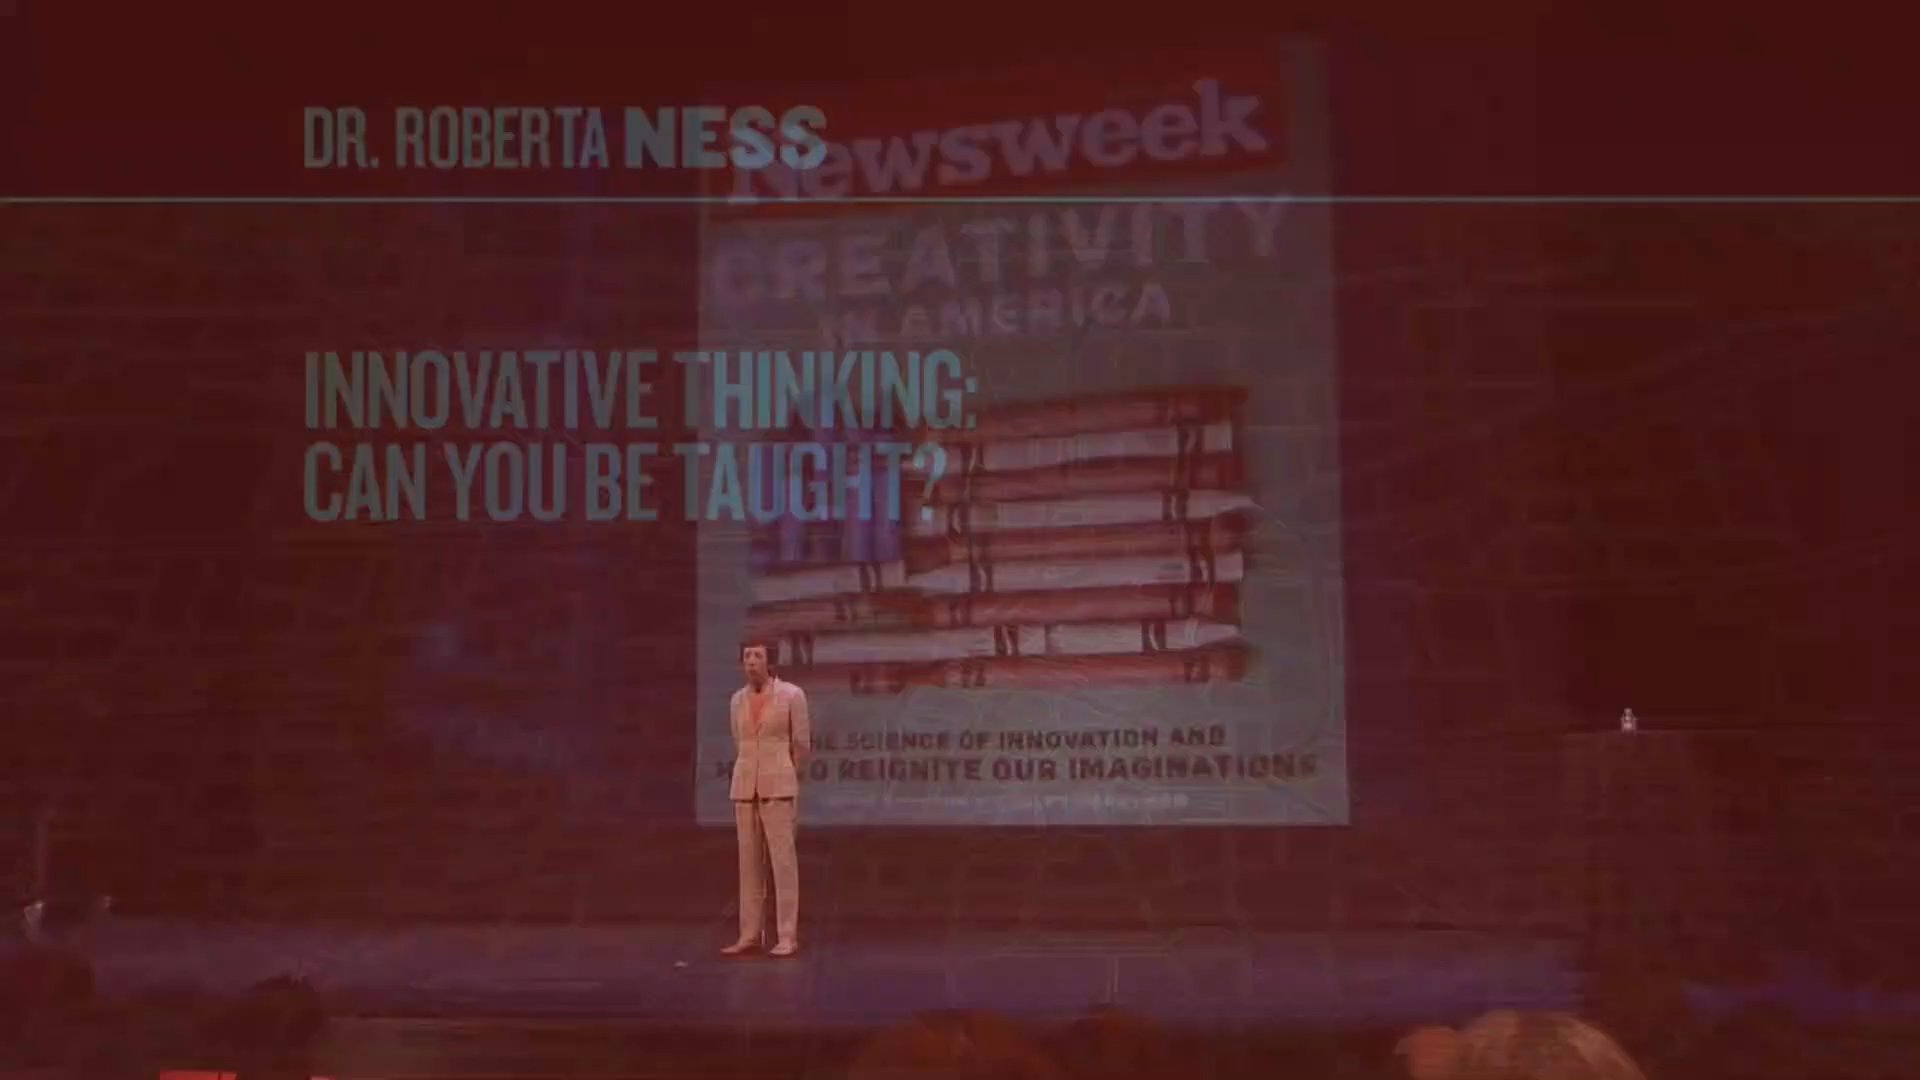 DR. ROBERTA NESS
Newsweek
CREATIVITY
IN AMERICA
INNOVATIVE THINKING:
CAN YOU BE TAUGHT?
SCIENCE OF INNOVATION AND
REIGNITE OUR IMAGINATIONS